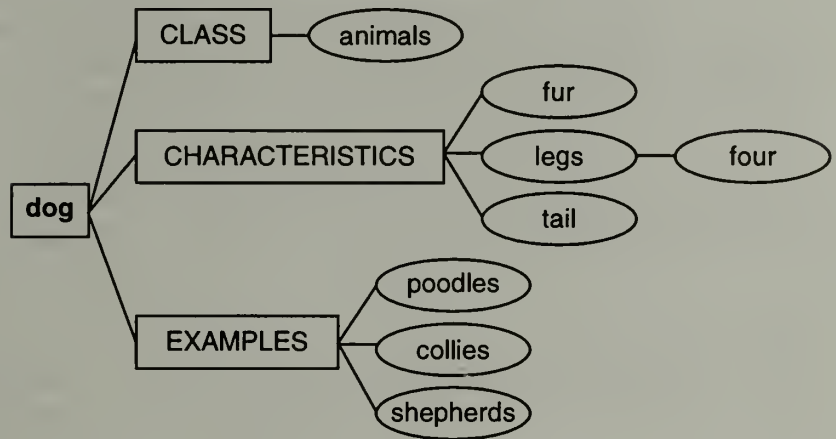 CLASS
animals
fur
CHARACTERISTICS
legs
four
dog
tail
poodles
EXAMPLES
collies
shepherds